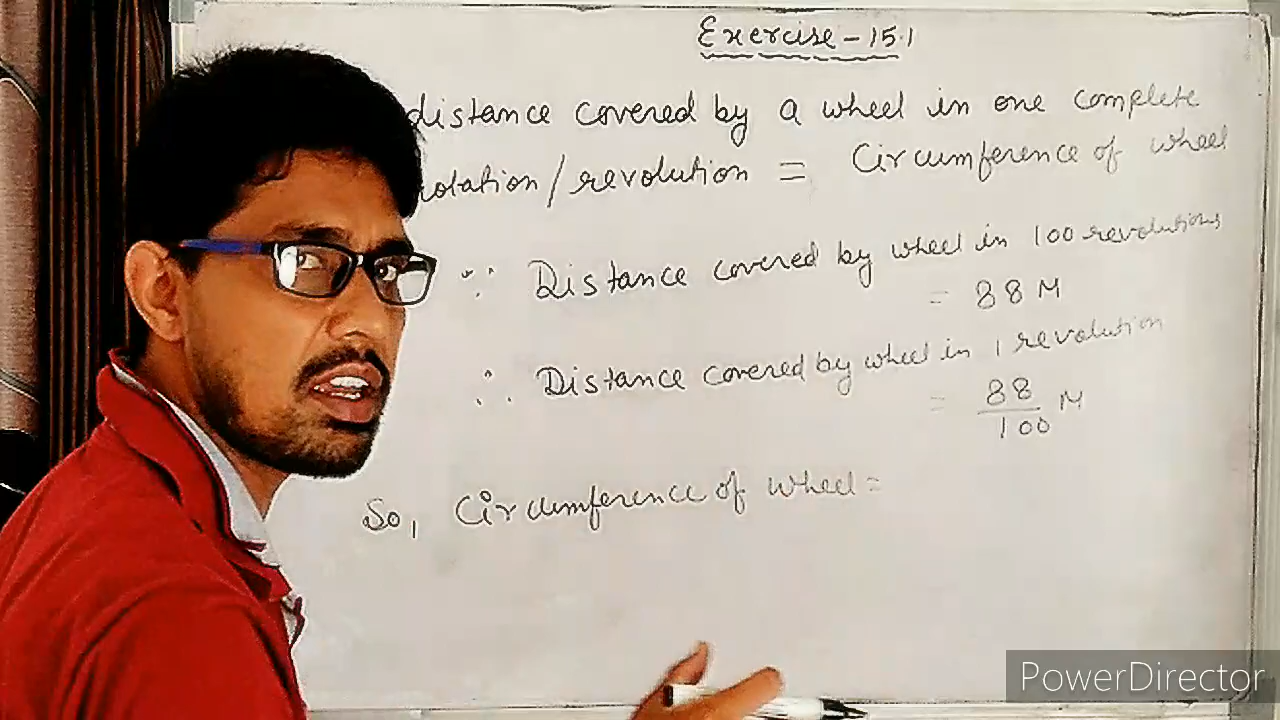 Exercise-15.1
distance covered by a wheel in one complete
rotation/revolution = Circumference of wheel
∵ Distance covered by wheel in 100 revolutions
= 88 M
∴ Distance covered by wheel in 1 revolution
= 88/100 M
So, Circumference of wheel =
PowerDirector